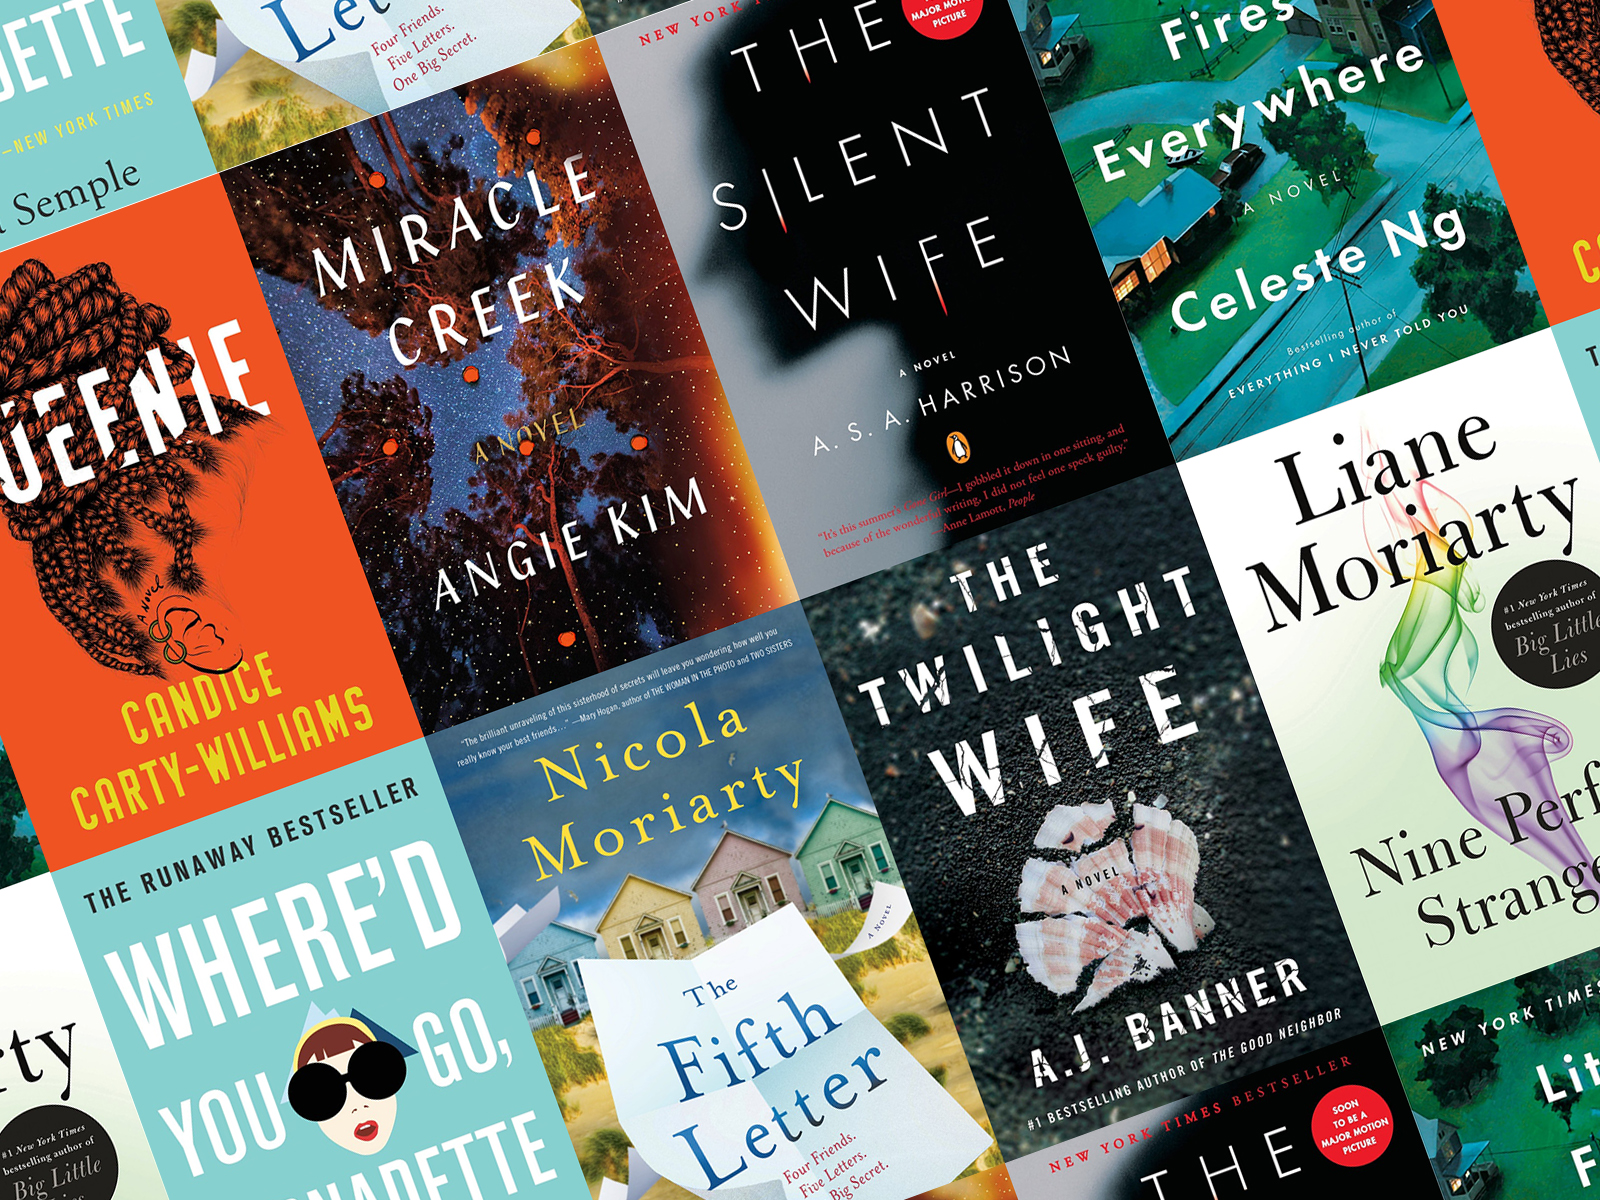 —NEW YORK TIMES
Semple
Four Friends.
Five Letters.
One Big Secret.
MIRACLE
CREEK
A NOVEL
ANGIE KIM
NEW YORK
THE
SILENT
WIFE
A NOVEL
A. S. A. HARRISON
"It's this summer's Gone Girl—I gobbled it down in one sitting, and
because of the wonderful writing, I did not feel one speck guilty."
—Anne Lamott, People
MAJOR MOTION
PICTURE
Fires
Everywhere
A NOVEL
Celeste Ng
Bestselling author of
EVERYTHING I NEVER TOLD YOU
A NOVEL
CANDICE
CARTY-WILLIAMS
THE RUNAWAY BESTSELLER
WHERE'D
YOU GO,
"The brilliant unraveling of this sisterhood of secrets will leave you wondering how well you
really know your best friends…" —Mary Hogan, author of THE WOMAN IN THE PHOTO and TWO SISTERS
Nicola
Moriarty
A NOVEL
The
Fifth
Letter
Four Friends.
Five Letters.
Big Secret.
THE
TWILIGHT
WIFE
A NOVEL
A.J. BANNER
#1 BESTSELLING AUTHOR OF THE GOOD NEIGHBOR
Liane
Moriarty
#1 New York Times
bestselling author of
Big Little
Lies
Nine
#1 New York Times
bestselling author of
Big Little
NEW YORK TIMES BESTSELLER
THE
SOON
TO BE A
MAJOR MOTION
PICTURE
NEW YORK TIMES